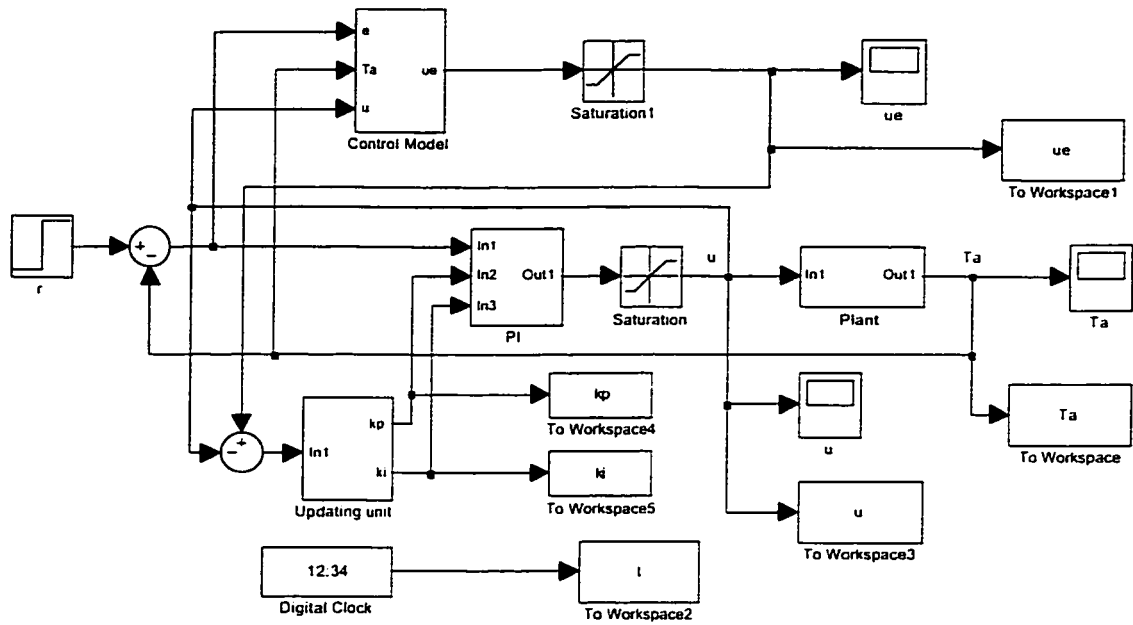 e
Ta
u
ue
Control Model
Saturation1
ue
ue
To Workspace1
r
+
−
In1
In2
In3
Out1
PI
Saturation
u
In1
Out1
Plant
Ta
Ta
kp
To Workspace4
Ta
To Workspace
−
+
In1
kp
ki
Updating unit
ki
To Workspace5
u
u
To Workspace3
12:34
Digital Clock
t
To Workspace2